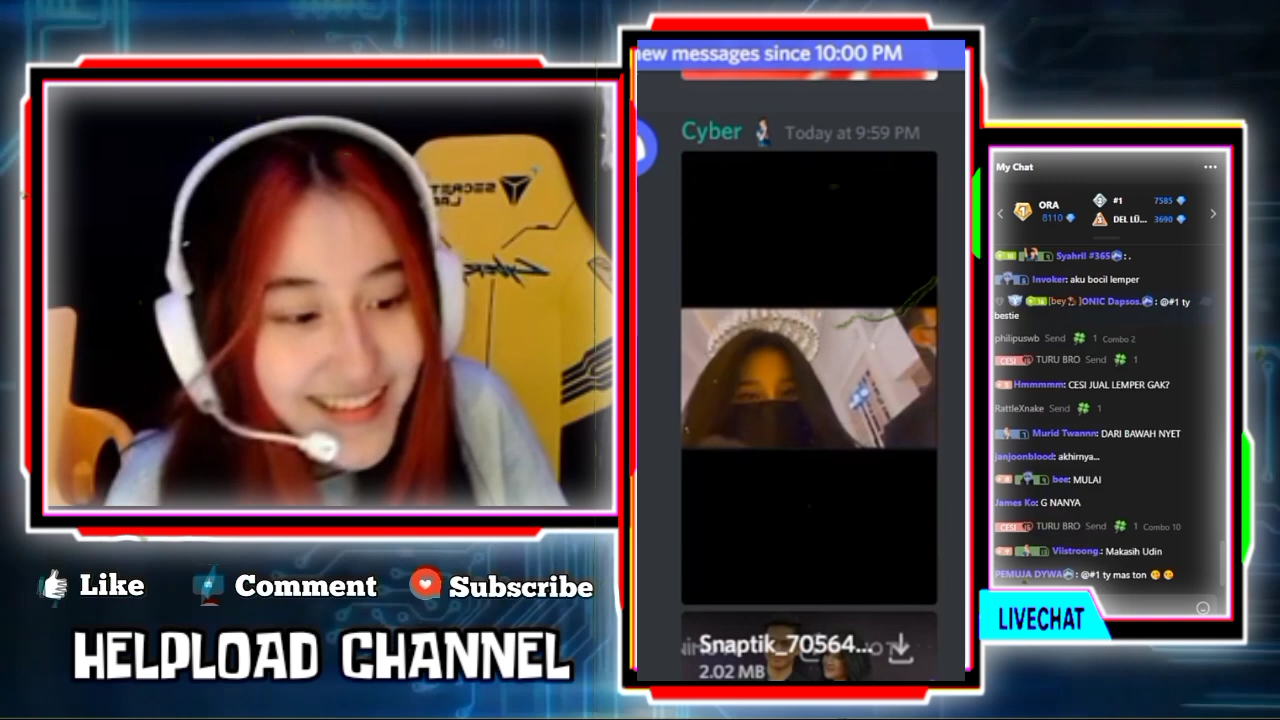 new messages since 10:00 PM
Cyber Today at 9:59 PM
Snaptik_70564...
2.02 MB
SECRET
LAB
Cyber
My Chat
ORA
8110
#1 7585
DEL LÜ... 3690
Syahril #365 : .
Invoker: aku bocil lemper
[bey ]ONIC Dapsos. : @#1 ty
bestie
philipuswb Send 1 Combo 2
CESI TURU BRO Send 1
Hmmmmm: CESI JUAL LEMPER GAK?
RattleXnake Send 1
Murid Twannn: DARI BAWAH NYET
janjoonblood: akhirnya...
bee: MULAI
James Ko: G NANYA
CESI TURU BRO Send 1 Combo 10
Viistroong.: Makasih Udin
PEMUJA DYWA : @#1 ty mas ton
LIVECHAT
Like Comment Subscribe
HELPLOAD CHANNEL